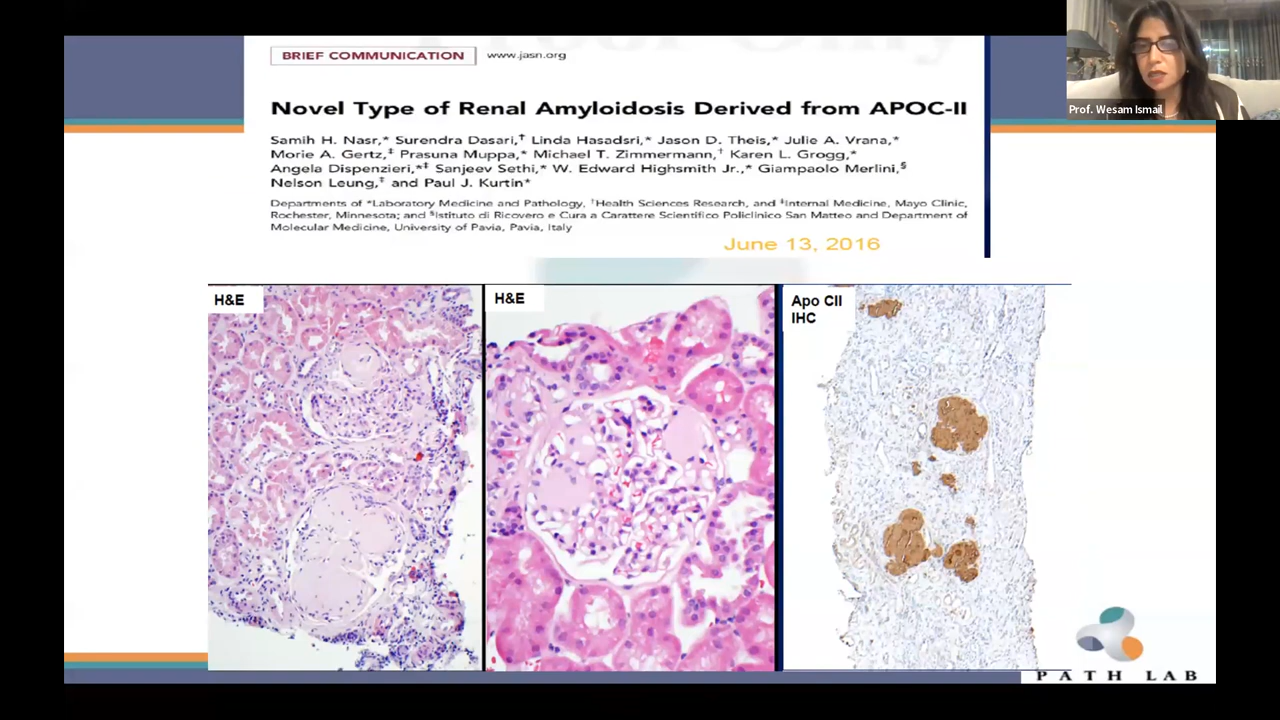 BRIEF COMMUNICATION www.jasn.org
Novel Type of Renal Amyloidosis Derived from APOC-II
Samih H. Nasr,* Surendra Dasari,† Linda Hasadsri,* Jason D. Theis,* Julie A. Vrana,*
Morie A. Gertz,‡ Prasuna Muppa,* Michael T. Zimmermann,† Karen L. Grogg,*
Angela Dispenzieri,*‡ Sanjeev Sethi,* W. Edward Highsmith Jr.,* Giampaolo Merlini,§
Nelson Leung,‡ and Paul J. Kurtin*
Departments of *Laboratory Medicine and Pathology, †Health Sciences Research, and ‡Internal Medicine, Mayo Clinic,
Rochester, Minnesota; and §Istituto di Ricovero e Cura a Carattere Scientifico Policlinico San Matteo and Department of
Molecular Medicine, University of Pavia, Pavia, Italy
June 13, 2016
Prof. Wesam Ismail
H&E
H&E
Apo CII
IHC
PATH LAB